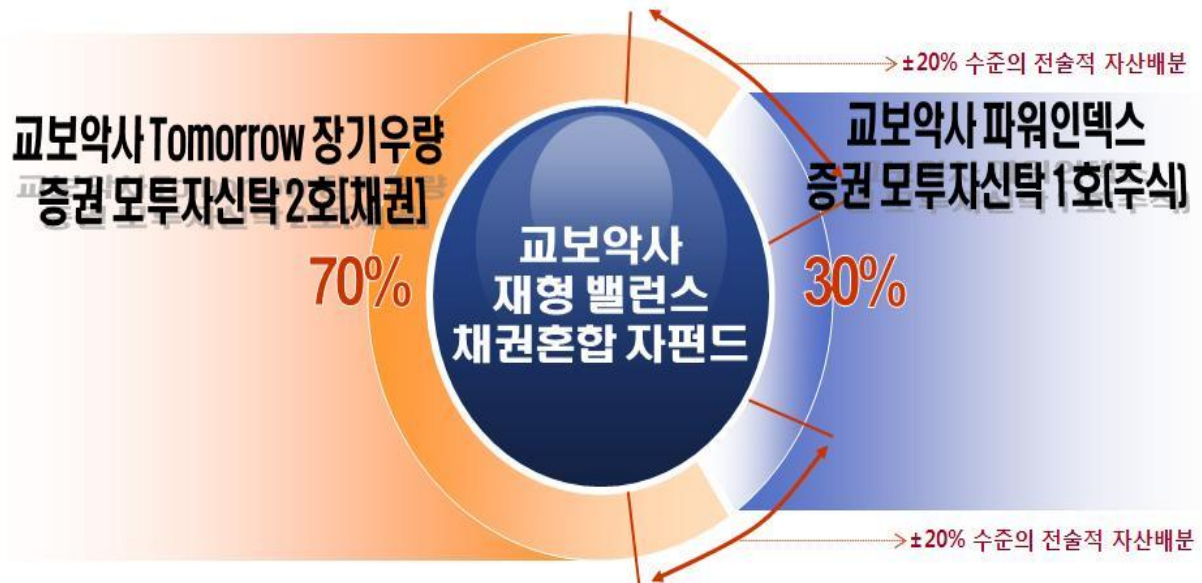 ±20% 수준의 전술적 자산배분
교보악사 Tomorrow 장기우량
증권 모투자신탁 2호[채권]
70%
교보악사
재형 밸런스
채권혼합 자펀드
교보악사 파워인덱스
증권 모투자신탁 1호(주식)
30%
±20% 수준의 전술적 자산배분